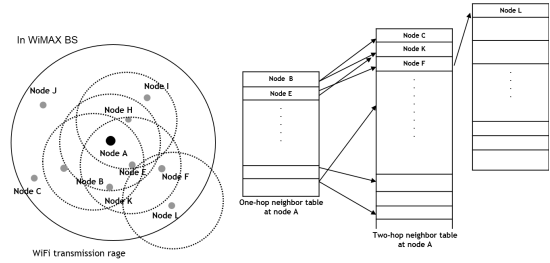 In WiMAX BS
Node J
Node I
Node H
Node A
Node B
Node E
Node F
Node C
Node K
Node L
WiFi transmission rage
Node B
Node E
One-hop neighbor table
at node A
Node C
Node K
Node F
Two-hop neighbor table
at node A
Node L